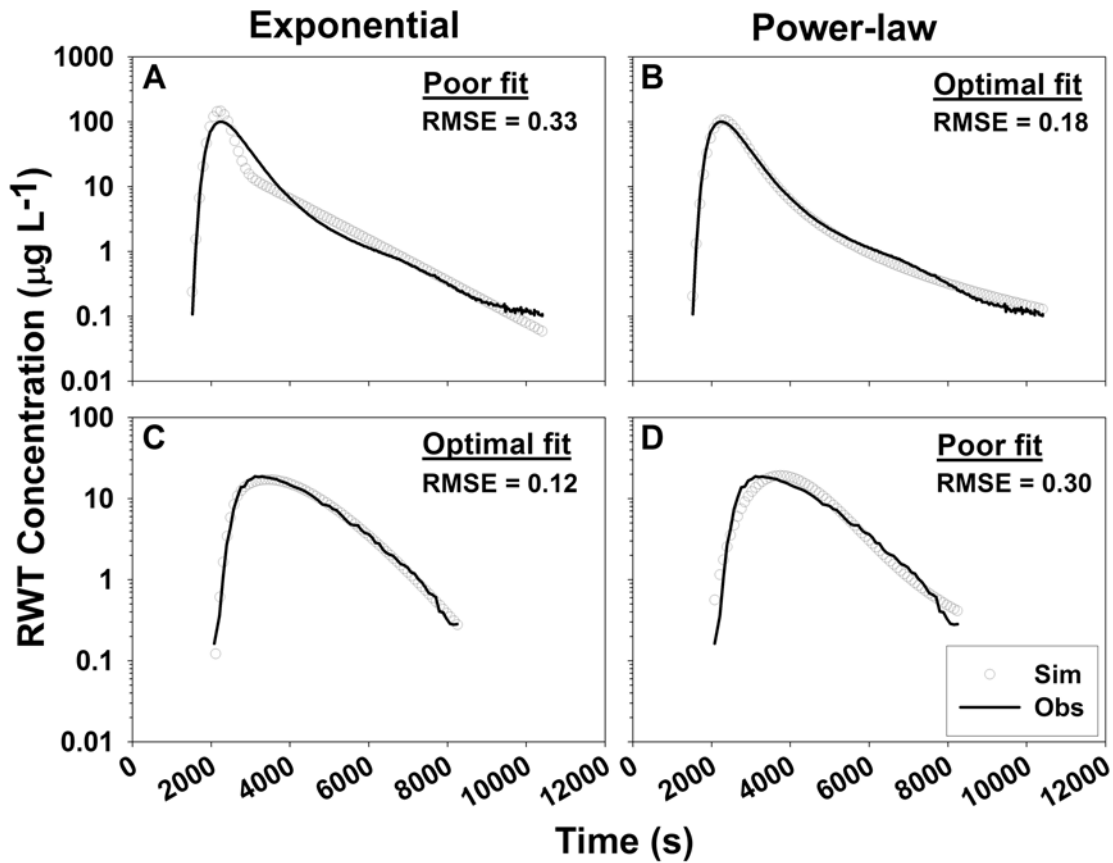 Exponential
Power-law
RWT Concentration (µg L-1)
1000
100
10
1
0.1
0.01
A
Poor fit
RMSE = 0.33
B
Optimal fit
RMSE = 0.18
100
10
1
0.1
0.01
C
Optimal fit
RMSE = 0.12
D
Poor fit
RMSE = 0.30
Sim
Obs
0 2000 4000 6000 8000 10000 12000
0 2000 4000 6000 8000 10000 12000
Time (s)